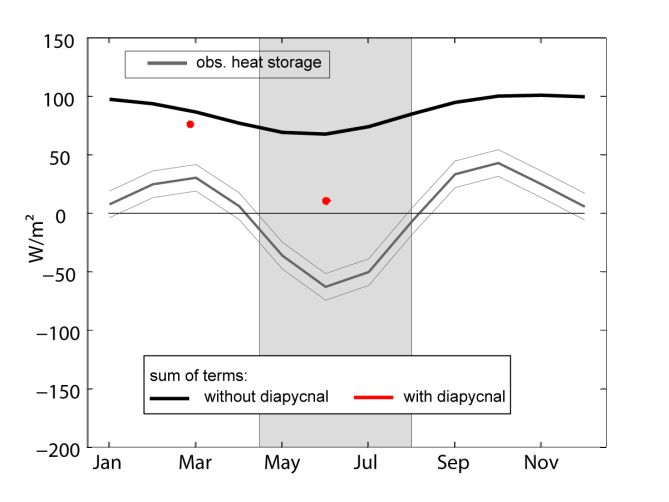 150
obs. heat storage
100
50
0
W/m²
−50
−100
sum of terms:
without diapycnal with diapycnal
−150
−200
Jan Mar May Jul Sep Nov